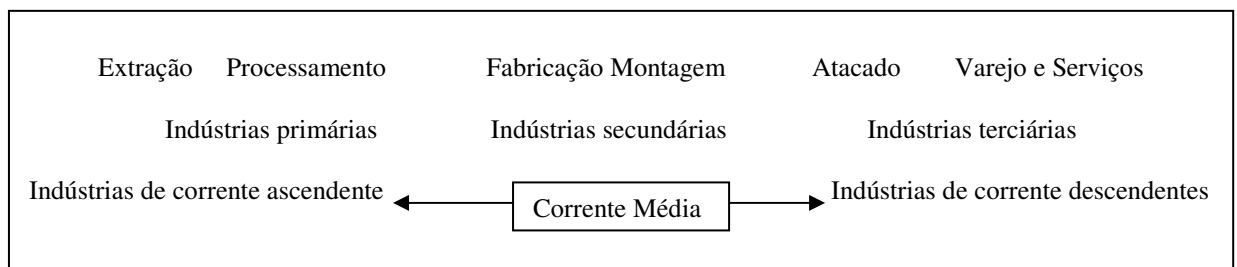 Extração Processamento Fabricação Montagem Atacado Varejo e Serviços
Indústrias primárias Indústrias secundárias Indústrias terciárias
Indústrias de corrente ascendente Corrente Média Indústrias de corrente descendentes